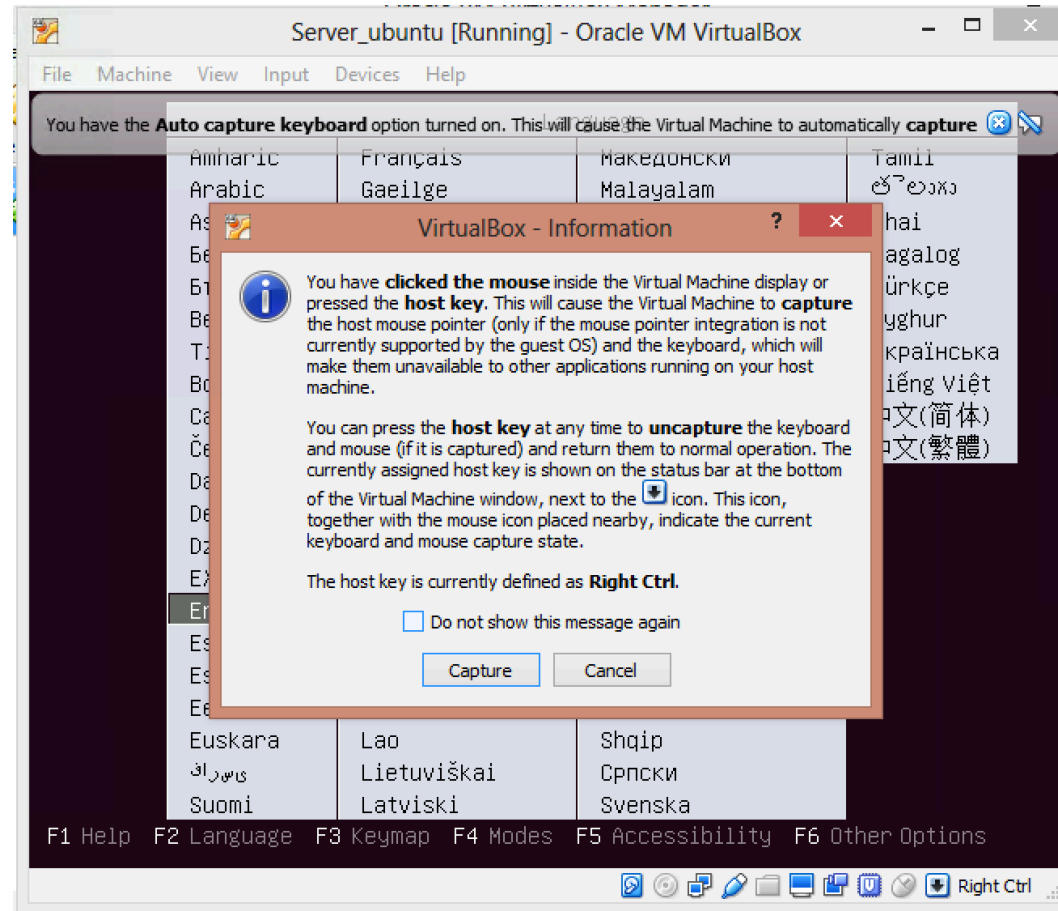 Server_ubuntu [Running] - Oracle VM VirtualBox
File Machine View Input Devices Help
You have the Auto capture keyboard option turned on. This will cause the Virtual Machine to automatically capture
Language
Amharic Français Македонски Tamil
Arabic Gaeilge Malayalam
VirtualBox - Information
You have clicked the mouse inside the Virtual Machine display or
pressed the host key. This will cause the Virtual Machine to capture
the host mouse pointer (only if the mouse pointer integration is not
currently supported by the guest OS) and the keyboard, which will
make them unavailable to other applications running on your host
machine.
You can press the host key at any time to uncapture the keyboard
and mouse (if it is captured) and return them to normal operation. The
currently assigned host key is shown on the status bar at the bottom
of the Virtual Machine window, next to the icon. This icon,
together with the mouse icon placed nearby, indicate the current
keyboard and mouse capture state.
The host key is currently defined as Right Ctrl.
Do not show this message again
Capture Cancel
hai
agalog
ürkçe
yghur
країнська
iếng Việt
文(简体)
文(繁體)
Euskara Lao Shqip
Lietuviškai Српски
Suomi Latviski Svenska
F1 Help F2 Language F3 Keymap F4 Modes F5 Accessibility F6 Other Options
Right Ctrl